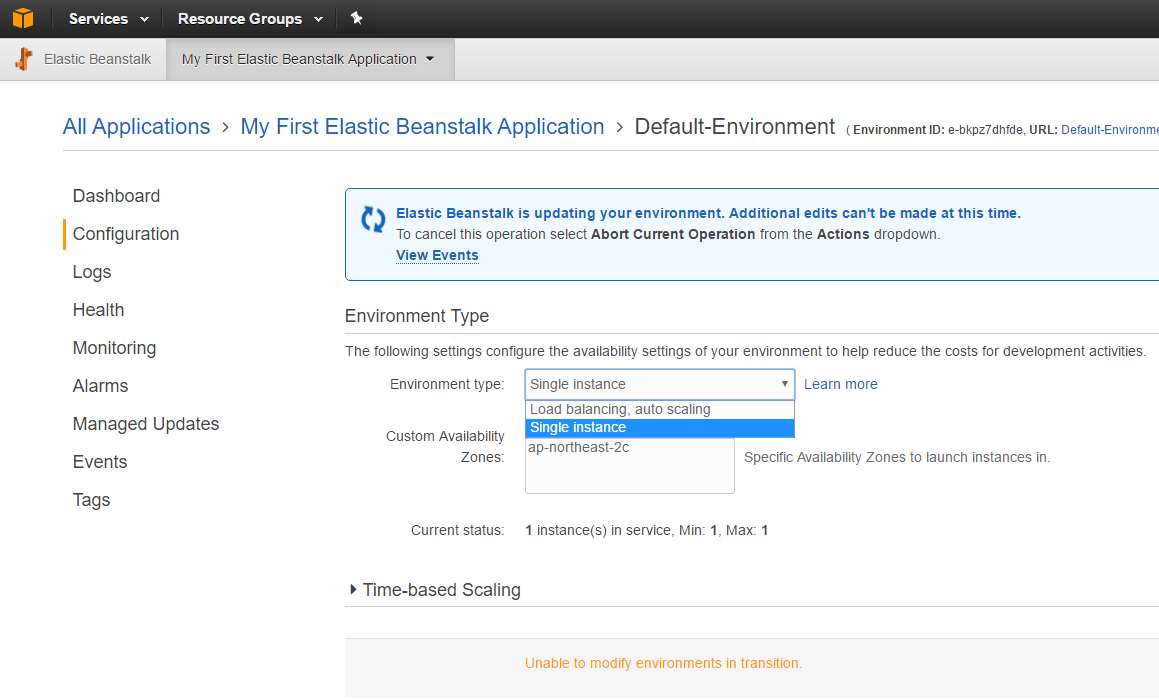 Services Resource Groups
Elastic Beanstalk My First Elastic Beanstalk Application
All Applications > My First Elastic Beanstalk Application > Default-Environment ( Environment ID: e-bkpz7dhfde, URL: Default-Environme
Dashboard
Configuration
Logs
Health
Monitoring
Alarms
Managed Updates
Events
Tags
Elastic Beanstalk is updating your environment. Additional edits can't be made at this time.
To cancel this operation select Abort Current Operation from the Actions dropdown.
View Events
Environment Type
The following settings configure the availability settings of your environment to help reduce the costs for development activities.
Environment type: Single instance Learn more
Load balancing, auto scaling
Single instance
Custom Availability
Zones:
ap-northeast-2c
Specific Availability Zones to launch instances in.
Current status: 1 instance(s) in service, Min: 1, Max: 1
Time-based Scaling
Unable to modify environments in transition.